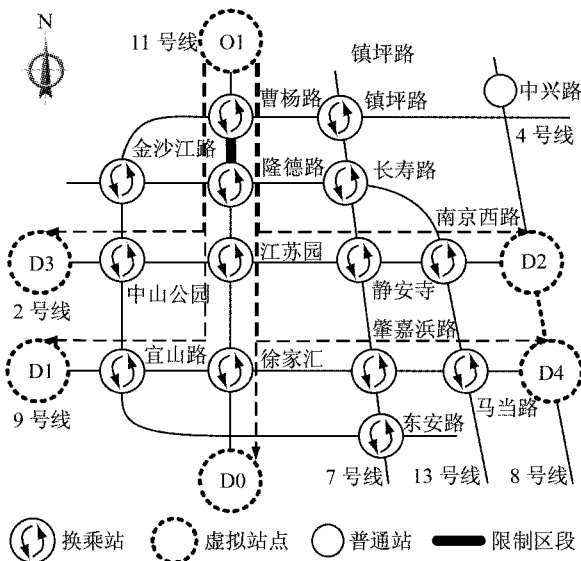 N
11 号线
O1
镇坪路
曹杨路
镇坪路
中兴路
4 号线
金沙江路
隆德路
长寿路
南京西路
D3
江苏园
D2
2 号线
中山公园
静安寺
肇嘉浜路
D1
宜山路
徐家汇
D4
9 号线
马当路
东安路
D0
7 号线
13 号线
8 号线
换乘站
虚拟站点
普通站
限制区段